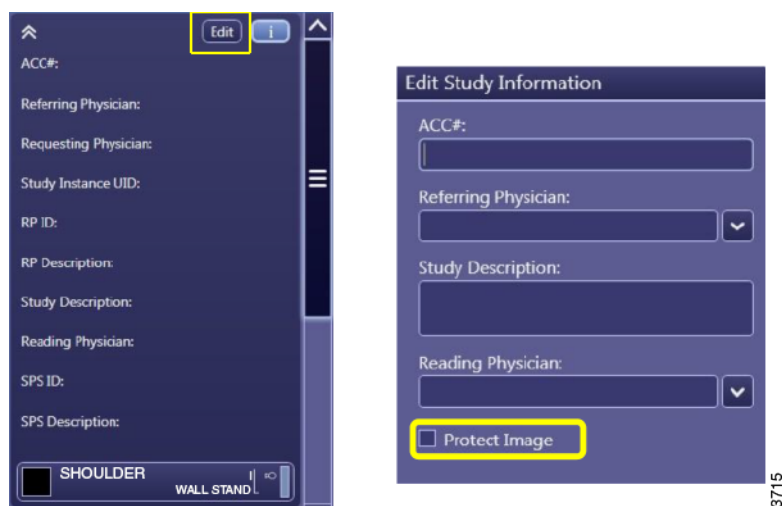 Edit i
ACC#:
Referring Physician:
Requesting Physician:
Study Instance UID:
RP ID:
RP Description:
Study Description:
Reading Physician:
SPS ID:
SPS Description:
SHOULDER
WALL STAND
Edit Study Information
ACC#:
Referring Physician:
Study Description:
Reading Physician:
Protect Image
3715